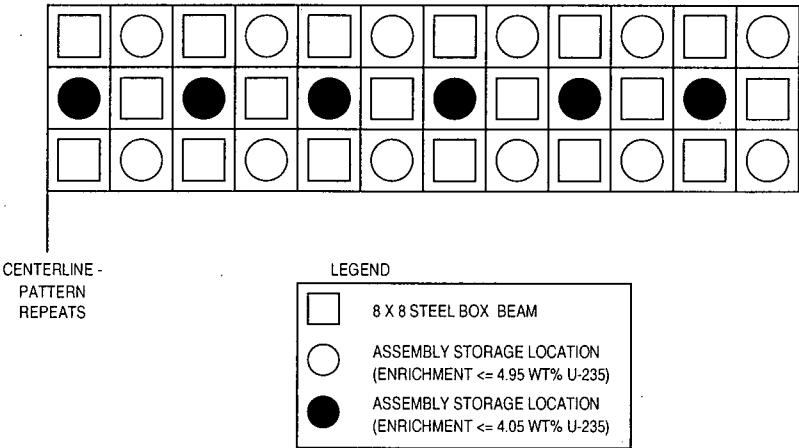 CENTERLINE -
PATTERN
REPEATS
LEGEND
8 X 8 STEEL BOX BEAM
ASSEMBLY STORAGE LOCATION
(ENRICHMENT <= 4.95 WT% U-235)
ASSEMBLY STORAGE LOCATION
(ENRICHMENT <= 4.05 WT% U-235)